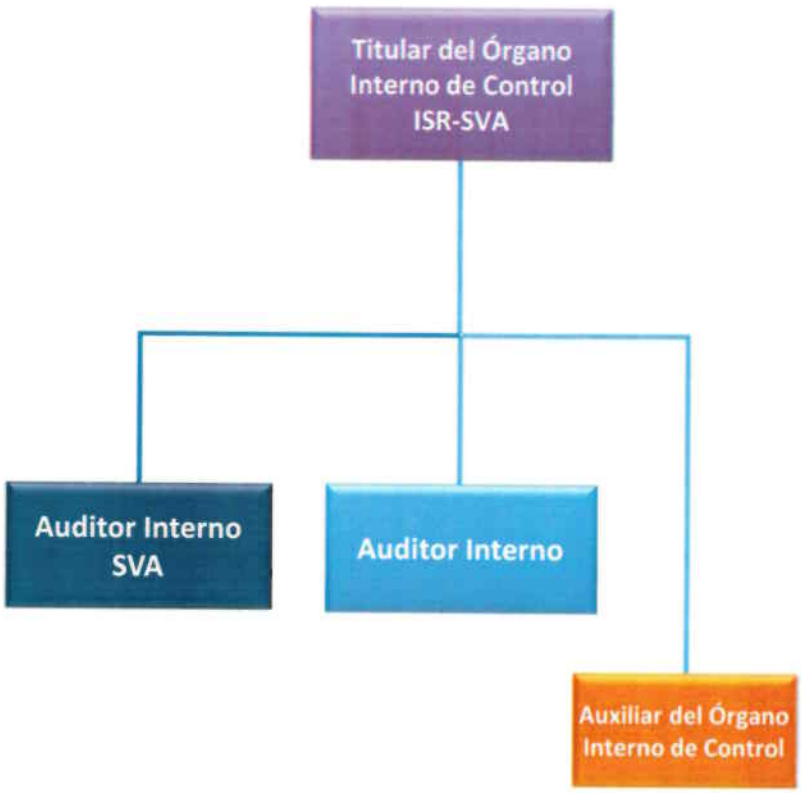 Titular del Órgano
Interno de Control
ISR-SVA
Auditor Interno
SVA
Auditor Interno
Auxiliar del Órgano
Interno de Control